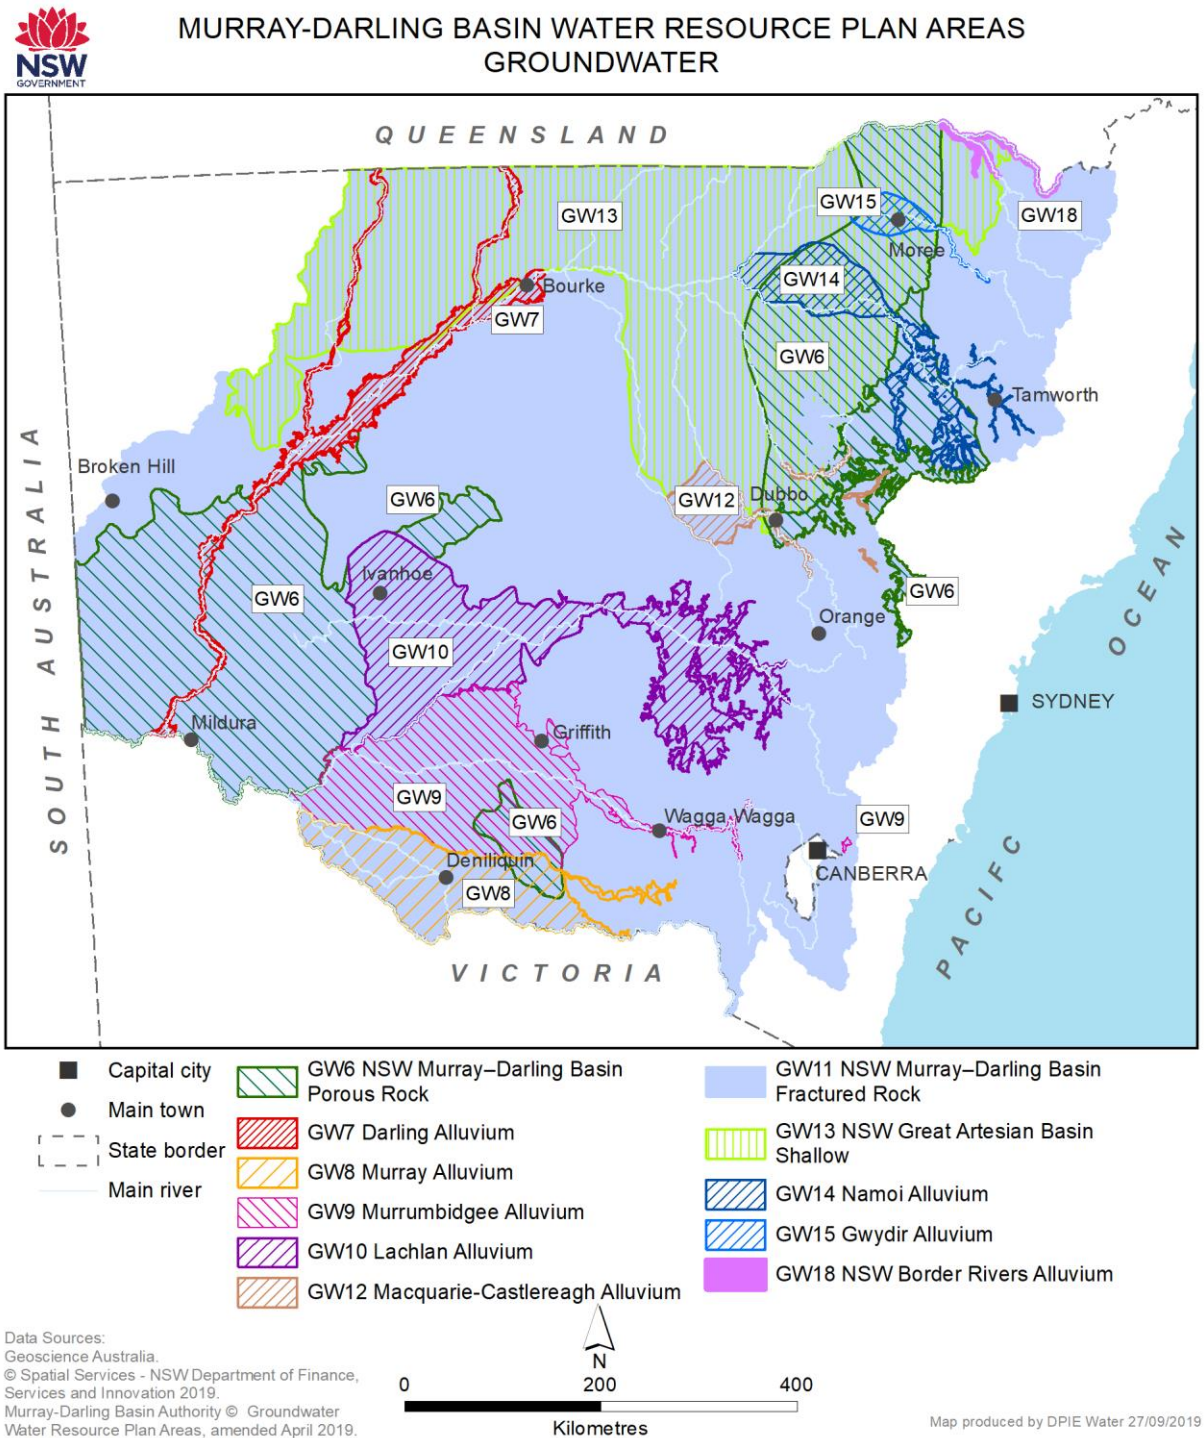 MURRAY-DARLING BASIN WATER RESOURCE PLAN AREAS
GROUNDWATER
NSW
GOVERNMENT
QUEENSLAND
GW15
GW13
GW18
Moree
GW14
Bourke
GW7
GW6
Tamworth
SOUTH AUSTRALIA
Broken Hill
GW6
GW12
Dubbo
Ivanhoe
GW6
GW6
Orange
GW10
PACIFIC OCEAN
SYDNEY
Mildura
Griffith
GW9
GW6
Wagga Wagga
GW9
Deniliquin
CANBERRA
GW8
VICTORIA
Capital city
Main town
State border
Main river
GW6 NSW Murray–Darling Basin
Porous Rock
GW7 Darling Alluvium
GW8 Murray Alluvium
GW9 Murrumbidgee Alluvium
GW10 Lachlan Alluvium
GW12 Macquarie-Castlereagh Alluvium
GW11 NSW Murray–Darling Basin
Fractured Rock
GW13 NSW Great Artesian Basin
Shallow
GW14 Namoi Alluvium
GW15 Gwydir Alluvium
GW18 NSW Border Rivers Alluvium
Data Sources:
Geoscience Australia.
© Spatial Services - NSW Department of Finance,
Services and Innovation 2019.
Murray-Darling Basin Authority © Groundwater
Water Resource Plan Areas, amended April 2019.
N
0 200 400
Kilometres
Map produced by DPIE Water 27/09/2019